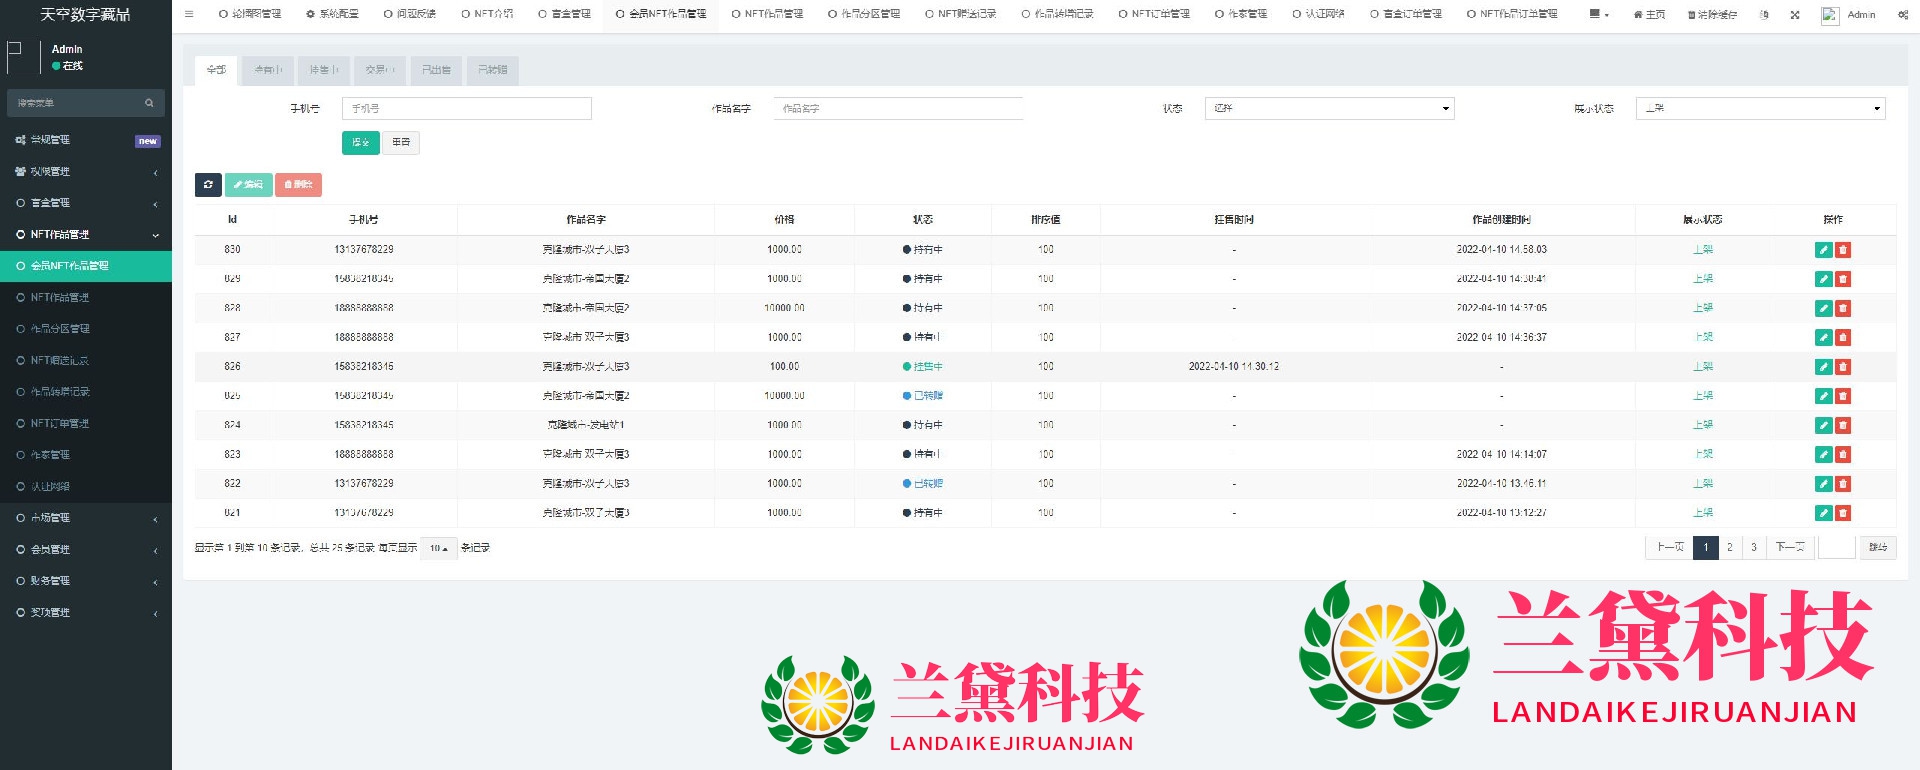 天空数字藏品
Admin
在线
搜索菜单
常规管理 new
权限管理
盲盒管理
NFT作品管理
会员NFT作品管理
NFT作品管理
作品分区管理
NFT赠送记录
作品转增记录
NFT订单管理
作家管理
认证网络
市场管理
会员管理
财务管理
奖项管理
轮播图管理 系统配置 问题反馈 NFT介绍 盲盒管理 会员NFT作品管理 NFT作品管理 作品分区管理 NFT赠送记录 作品转增记录 NFT订单管理 作家管理 认证网络 盲盒订单管理 NFT作品订单管理 主页 清除缓存 Admin
全部 持有中 挂售中 交易中 已出售 已转赠
手机号 手机号 作品名字 作品名字 状态 选择 展示状态 上架
提交 重置
编辑 删除
Id 手机号 作品名字 价格 状态 排序值 挂售时间 作品创建时间 展示状态 操作
830 13137678229 克隆城市-双子大厦3 1000.00 持有中 100 - 2022-04-10 14:58:03 上架
829 15838218345 克隆城市-帝国大厦2 1000.00 持有中 100 - 2022-04-10 14:38:41 上架
828 18888888888 克隆城市-帝国大厦2 10000.00 持有中 100 - 2022-04-10 14:37:05 上架
827 18888888888 克隆城市-双子大厦3 1000.00 持有中 100 - 2022-04-10 14:36:37 上架
826 15838218345 克隆城市-双子大厦3 100.00 挂售中 100 2022-04-10 14:30:12 - 上架
825 15838218345 克隆城市-帝国大厦2 10000.00 已转赠 100 - - 上架
824 15838218345 克隆城市-发电站1 1000.00 持有中 100 - - 上架
823 18888888888 克隆城市-双子大厦3 1000.00 持有中 100 - 2022-04-10 14:14:07 上架
822 13137678229 克隆城市-双子大厦3 1000.00 已转赠 100 - 2022-04-10 13:46:11 上架
821 13137678229 克隆城市-双子大厦3 1000.00 持有中 100 - 2022-04-10 13:12:27 上架
显示第 1 到第 10 条记录，总共 25 条记录 每页显示 10 条记录 上一页 1 2 3 下一页 跳转
兰黛科技
LANDAIKEJIRUANJIAN
兰黛科技
LANDAIKEJIRUANJIAN